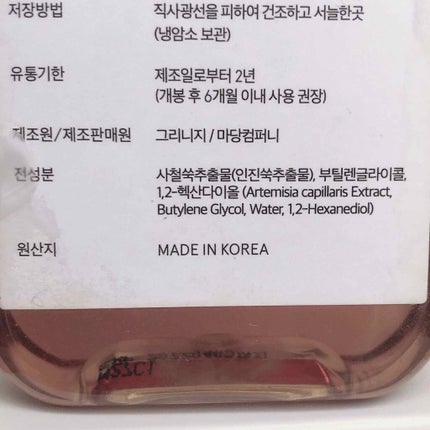 저장방법 직사광선을 피하여 건조하고 서늘한곳
(냉암소 보관)
유통기한 제조일로부터 2년
(개봉 후 6개월 이내 사용 권장)
제조원/제조판매원 그리니지 / 마당컴퍼니
전성분 사철쑥추출물(인진쑥추출물), 부틸렌글라이콜,
1,2-헥산다이올 (Artemisia capillaris Extract,
Butylene Glycol, Water, 1,2-Hexanediol)
원산지 MADE IN KOREA